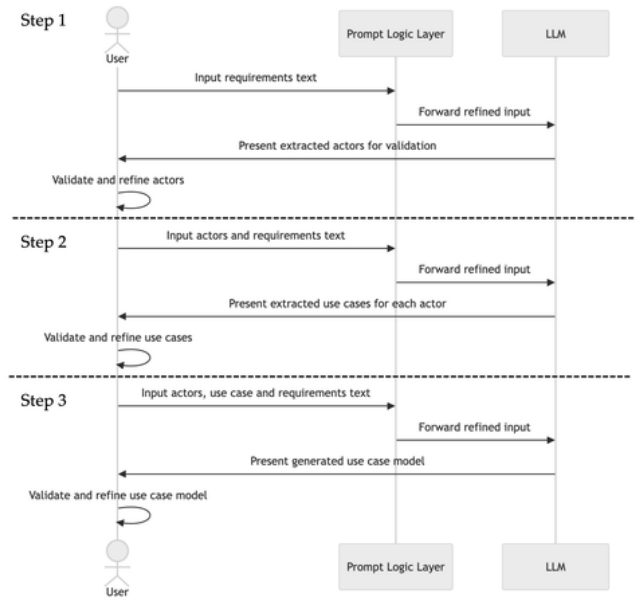 Step 1
User
Prompt Logic Layer
LLM
Input requirements text
Forward refined input
Present extracted actors for validation
Validate and refine actors
Step 2
Input actors and requirements text
Forward refined input
Present extracted use cases for each actor
Validate and refine use cases
Step 3
Input actors, use case and requirements text
Forward refined input
Present generated use case model
Validate and refine use case model
User
Prompt Logic Layer
LLM